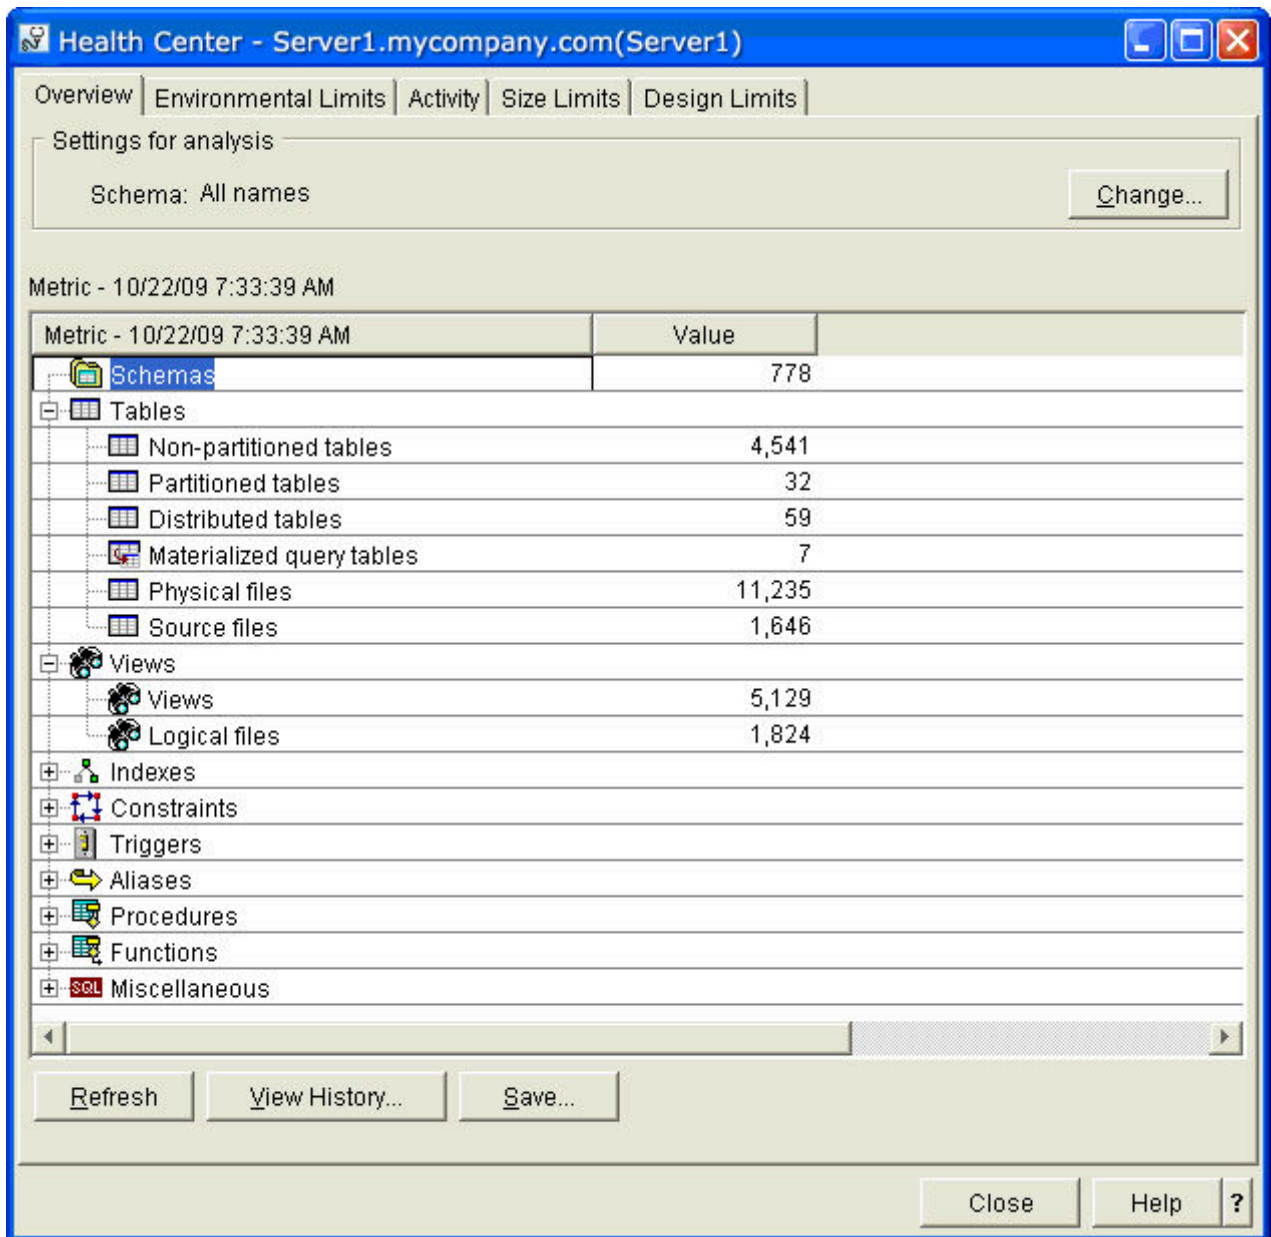 Health Center - Server1.mycompany.com(Server1)
Overview Environmental Limits Activity Size Limits Design Limits
Settings for analysis
Schema: All names Change...
Metric - 10/22/09 7:33:39 AM
Metric - 10/22/09 7:33:39 AM Value
Schemas 778
Tables
Non-partitioned tables 4,541
Partitioned tables 32
Distributed tables 59
Materialized query tables 7
Physical files 11,235
Source files 1,646
Views
Views 5,129
Logical files 1,824
Indexes
Constraints
Triggers
Aliases
Procedures
Functions
SQL Miscellaneous
Refresh View History... Save...
Close Help ?